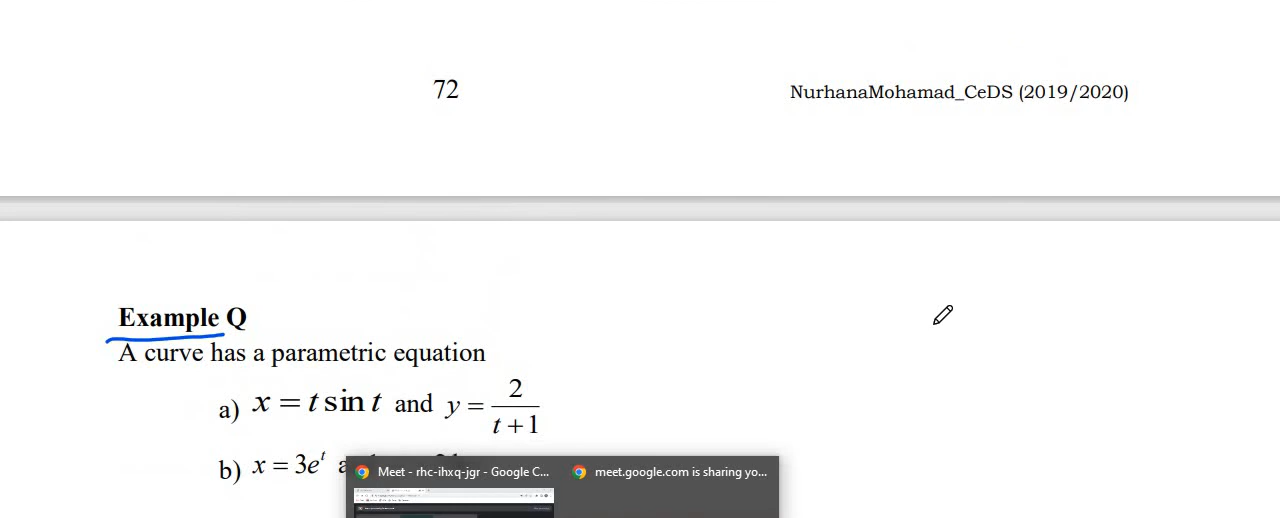 72 NurhanaMohamad_CeDS (2019/2020)
Example Q
A curve has a parametric equation
a) x = t sin t and y = 2/(t + 1)
b) x = 3e^t
Meet - rhc-ihxq-jgr - Google C... meet.google.com is sharing yo...